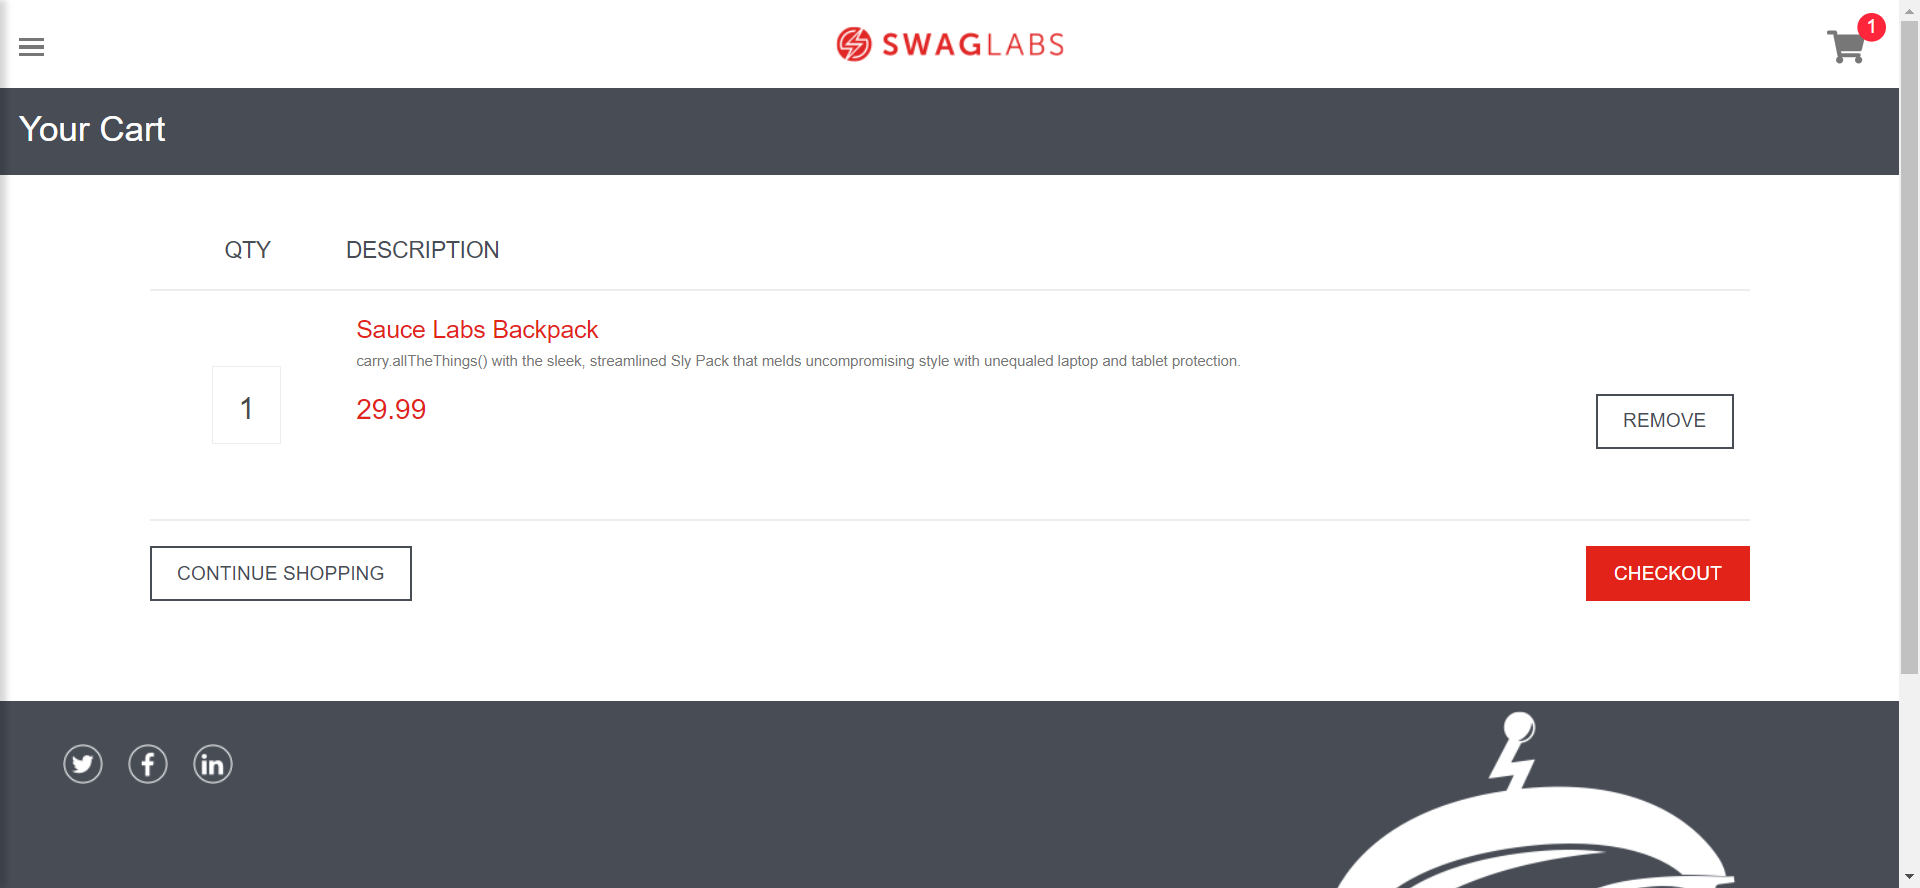 SWAGLABS
1
Your Cart
QTY DESCRIPTION
Sauce Labs Backpack
carry.allTheThings() with the sleek, streamlined Sly Pack that melds uncompromising style with unequaled laptop and tablet protection.
1
29.99
REMOVE
CONTINUE SHOPPING
CHECKOUT